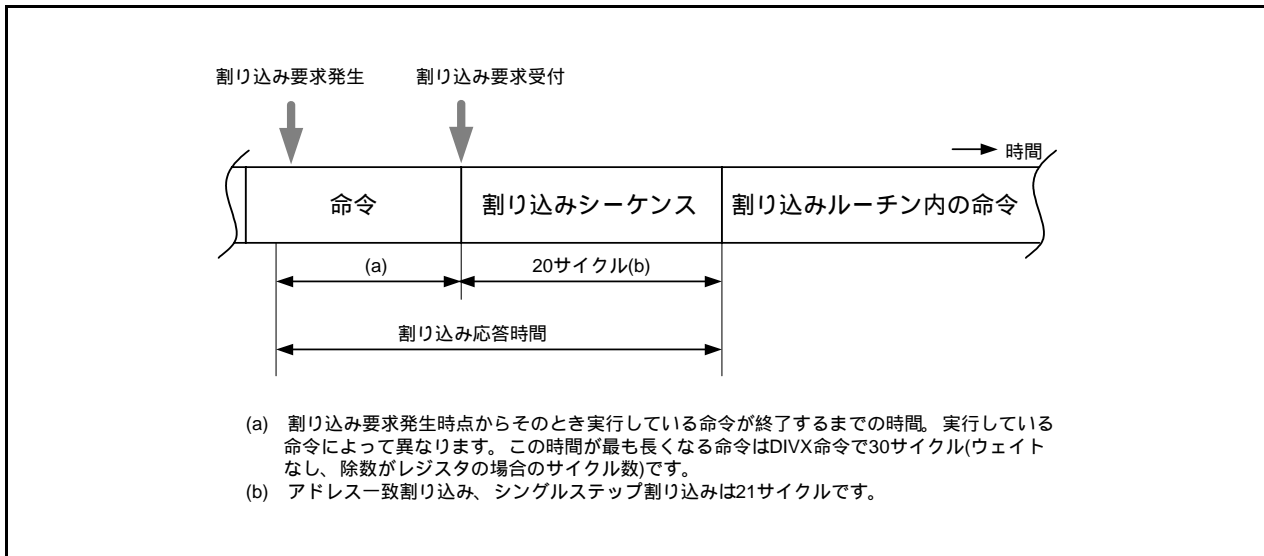 割り込み要求発生 割り込み要求受付
時間
命令 割り込みシーケンス 割り込みルーチン内の命令
(a) 20サイクル(b)
割り込み応答時間
(a) 割り込み要求発生時点からそのとき実行している命令が終了するまでの時間。実行している
命令によって異なります。この時間が最も長くなる命令はDIVX命令で30サイクル(ウェイト
なし、除数がレジスタの場合のサイクル数)です。
(b) アドレス一致割り込み、シングルステップ割り込みは21サイクルです。